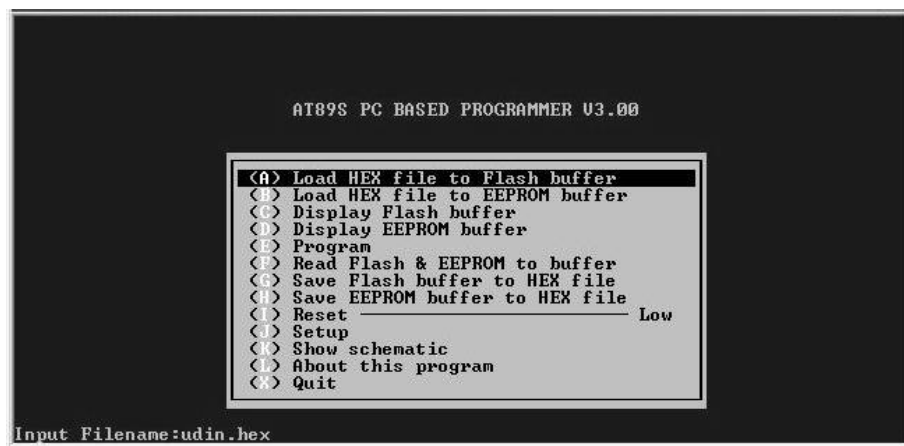 AT89S PC BASED PROGRAMMER V3.00
(A) Load HEX file to Flash buffer
(B) Load HEX file to EEPROM buffer
(C) Display Flash buffer
(D) Display EEPROM buffer
(E) Program
(F) Read Flash & EEPROM to buffer
(G) Save Flash buffer to HEX file
(H) Save EEPROM buffer to HEX file
(I) Reset Low
(J) Setup
(K) Show schematic
(L) About this program
(X) Quit
Input Filename:udin.hex